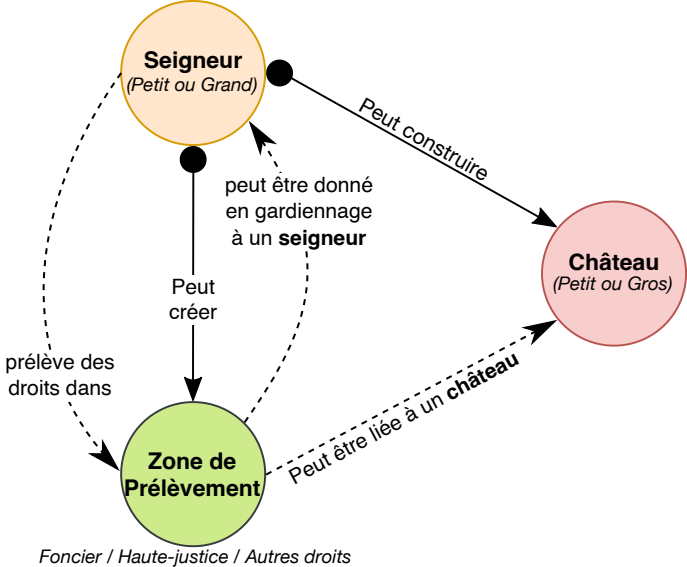 Seigneur
(Petit ou Grand)
Peut construire
peut être donné
en gardiennage
à un seigneur
Château
(Petit ou Gros)
Peut
créer
prélève des
droits dans
Peut être liée à un château
Zone de
Prélèvement
Foncier / Haute-justice / Autres droits